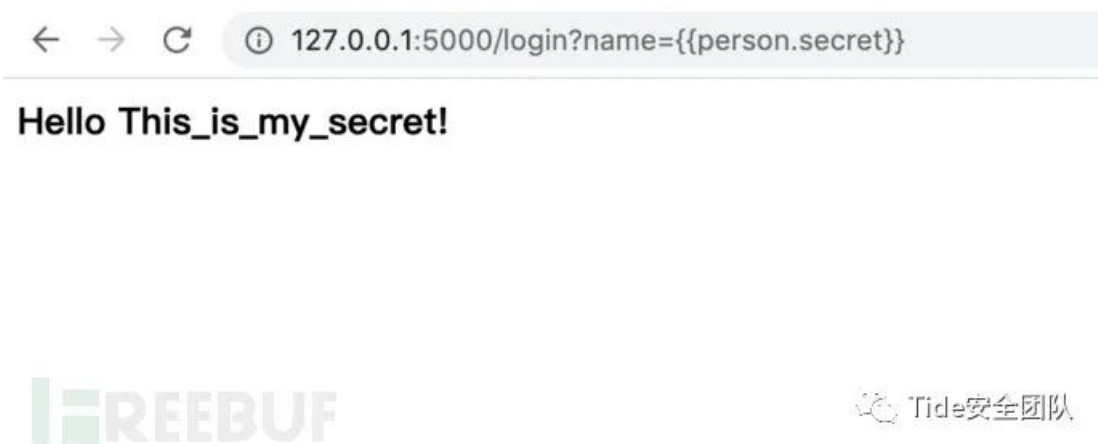 127.0.0.1:5000/login?name={{person.secret}}
Hello This_is_my_secret!
FREEBUF
Tide安全团队